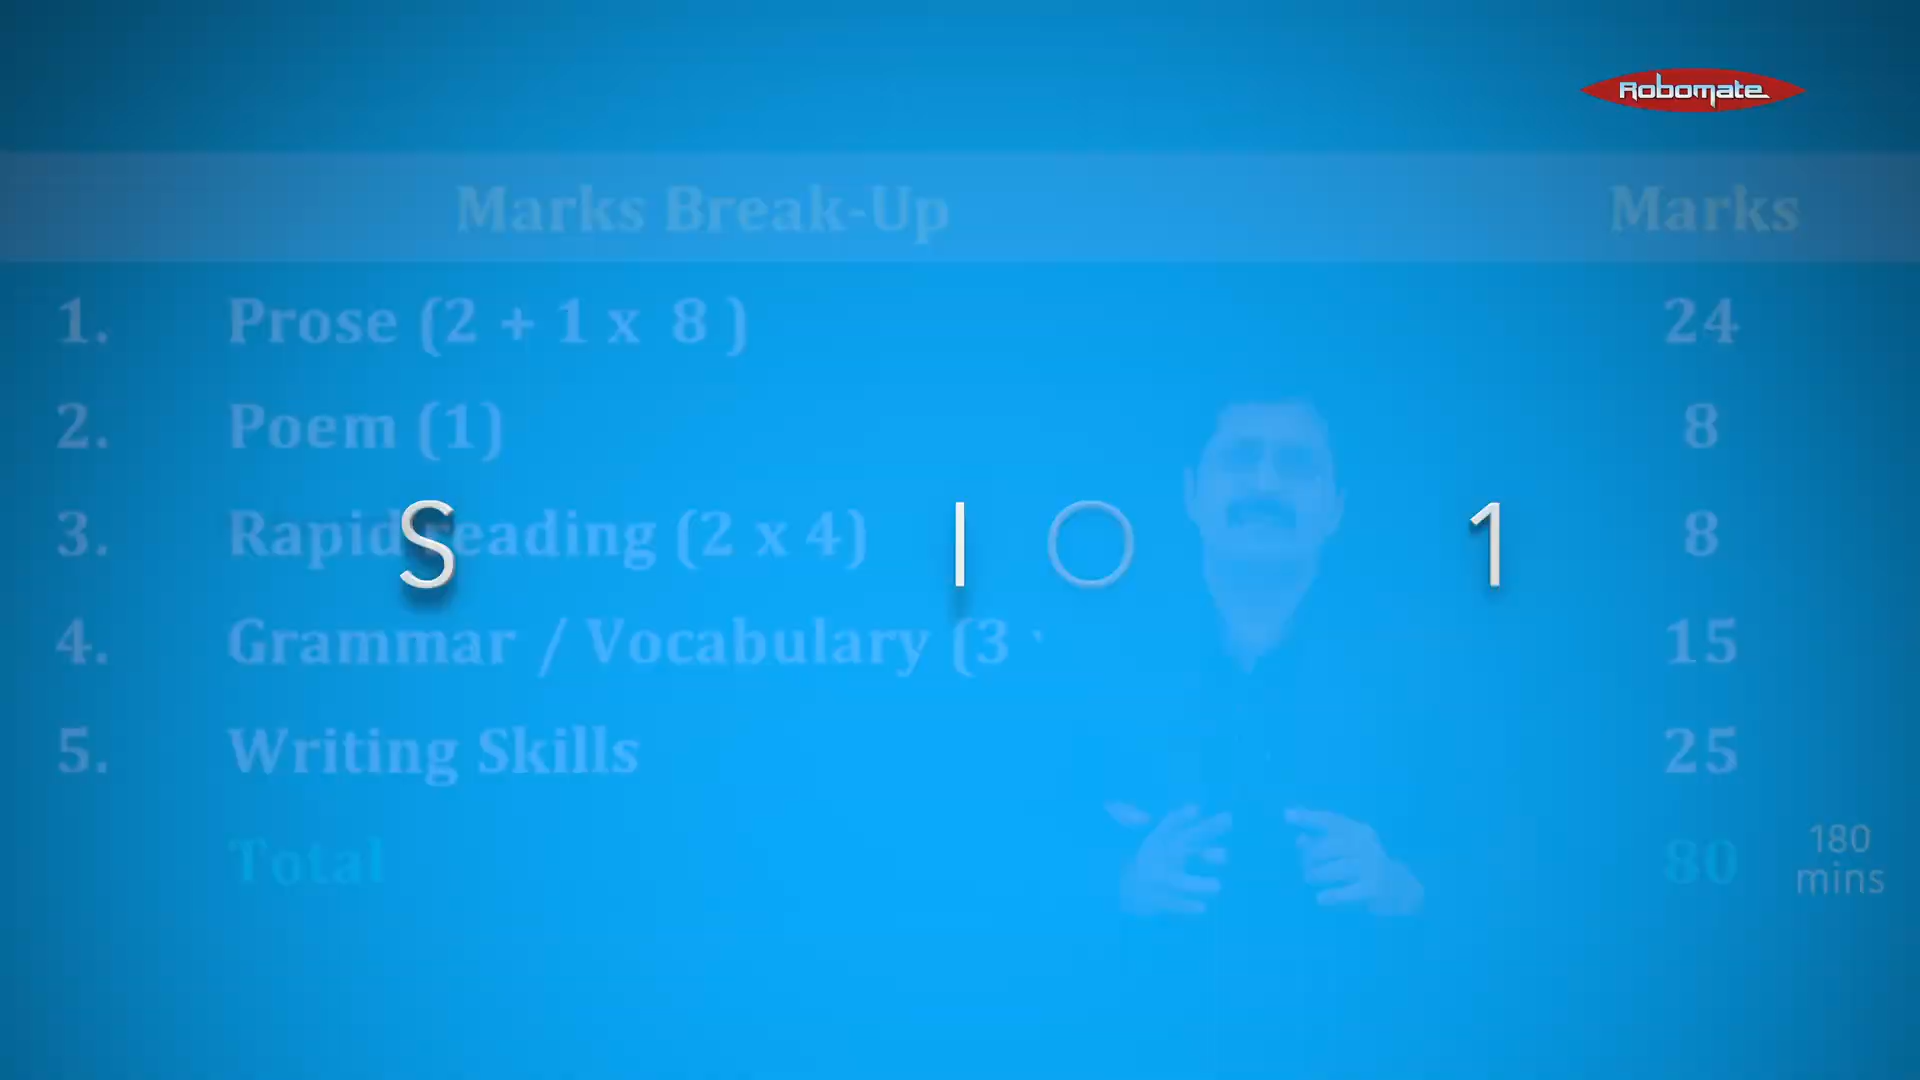 Robomate
Marks Break-Up Marks
1. Prose (2 + 1 x 8 ) 24
2. Poem (1) 8
3. Rapid reading (2 x 4) 8
S I O 1
4. Grammar / Vocabulary (3 15
5. Writing Skills 25
Total 80 180 mins